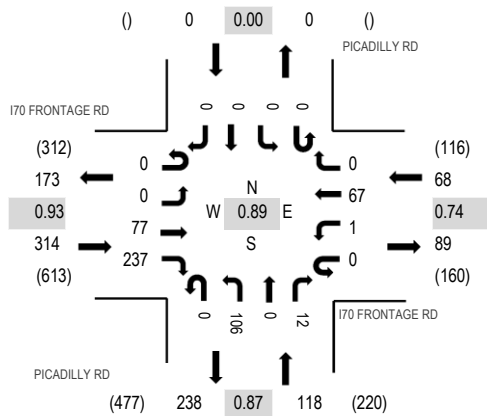 () 0 0.00 0 ()
PICADILLY RD
I70 FRONTAGE RD
0 0 0 0
(312) (116)
0 0
173 68
0 67
N
0.93 W 0.89 E 0.74
77 1
S
314 89
237 0
(613) (160)
0 106 0 12
I70 FRONTAGE RD
PICADILLY RD
(477) 238 0.87 118 (220)